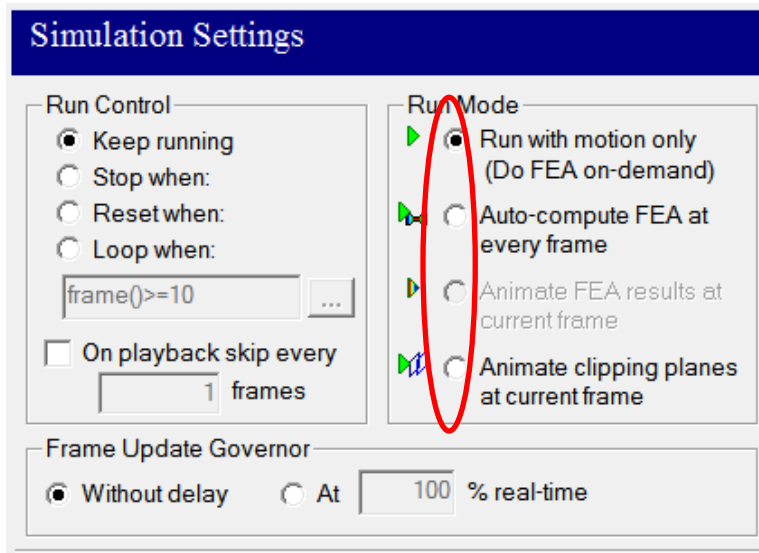 Simulation Settings
Run Control
Keep running
Stop when:
Reset when:
Loop when:
frame()>=10
...
On playback skip every
1 frames
Run Mode
Run with motion only
(Do FEA on-demand)
Auto-compute FEA at
every frame
Animate FEA results at
current frame
Animate clipping planes
at current frame
Frame Update Governor
Without delay At 100 % real-time